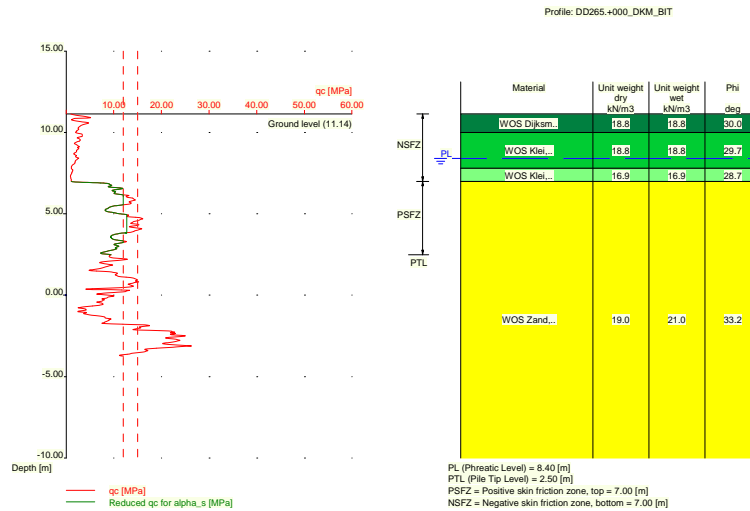 Profile: DD265.+000_DKM_BIT
15.00
qc [MPa]
10.00 20.00 30.00 40.00 50.00 60.00
Ground level (11.14)
10.00
5.00
0.00
-5.00
-10.00
Depth [m]
qc [MPa]
Reduced qc for alpha_s [MPa]
NSFZ
PL
PSFZ
PTL
Material Unit weight dry kN/m3 Unit weight wet kN/m3 Phi deg
WOS Dijksm.. 18.8 18.8 30.0
WOS Klei,.. 18.8 18.8 29.7
WOS Klei,.. 16.9 16.9 28.7
WOS Zand,.. 19.0 21.0 33.2
PL (Phreatic Level) = 8.40 [m]
PTL (Pile Tip Level) = 2.50 [m]
PSFZ = Positive skin friction zone, top = 7.00 [m]
NSFZ = Negative skin friction zone, bottom = 7.00 [m]